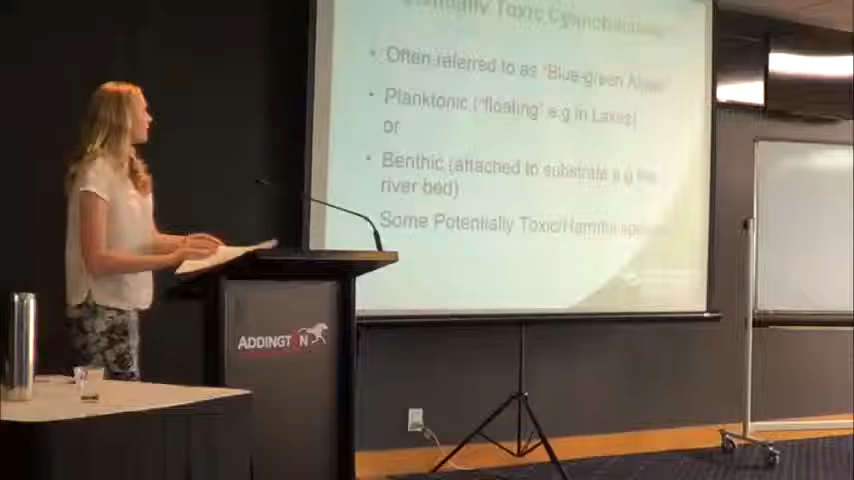 Toxic Cyanobacteria
• Often referred to as 'Blue-green Algae'
• Planktonic ('floating' e.g in Lakes)
or
• Benthic (attached to substrate e.g the
river bed)
Some Potentially Toxic/Harmful species
ADDINGTON